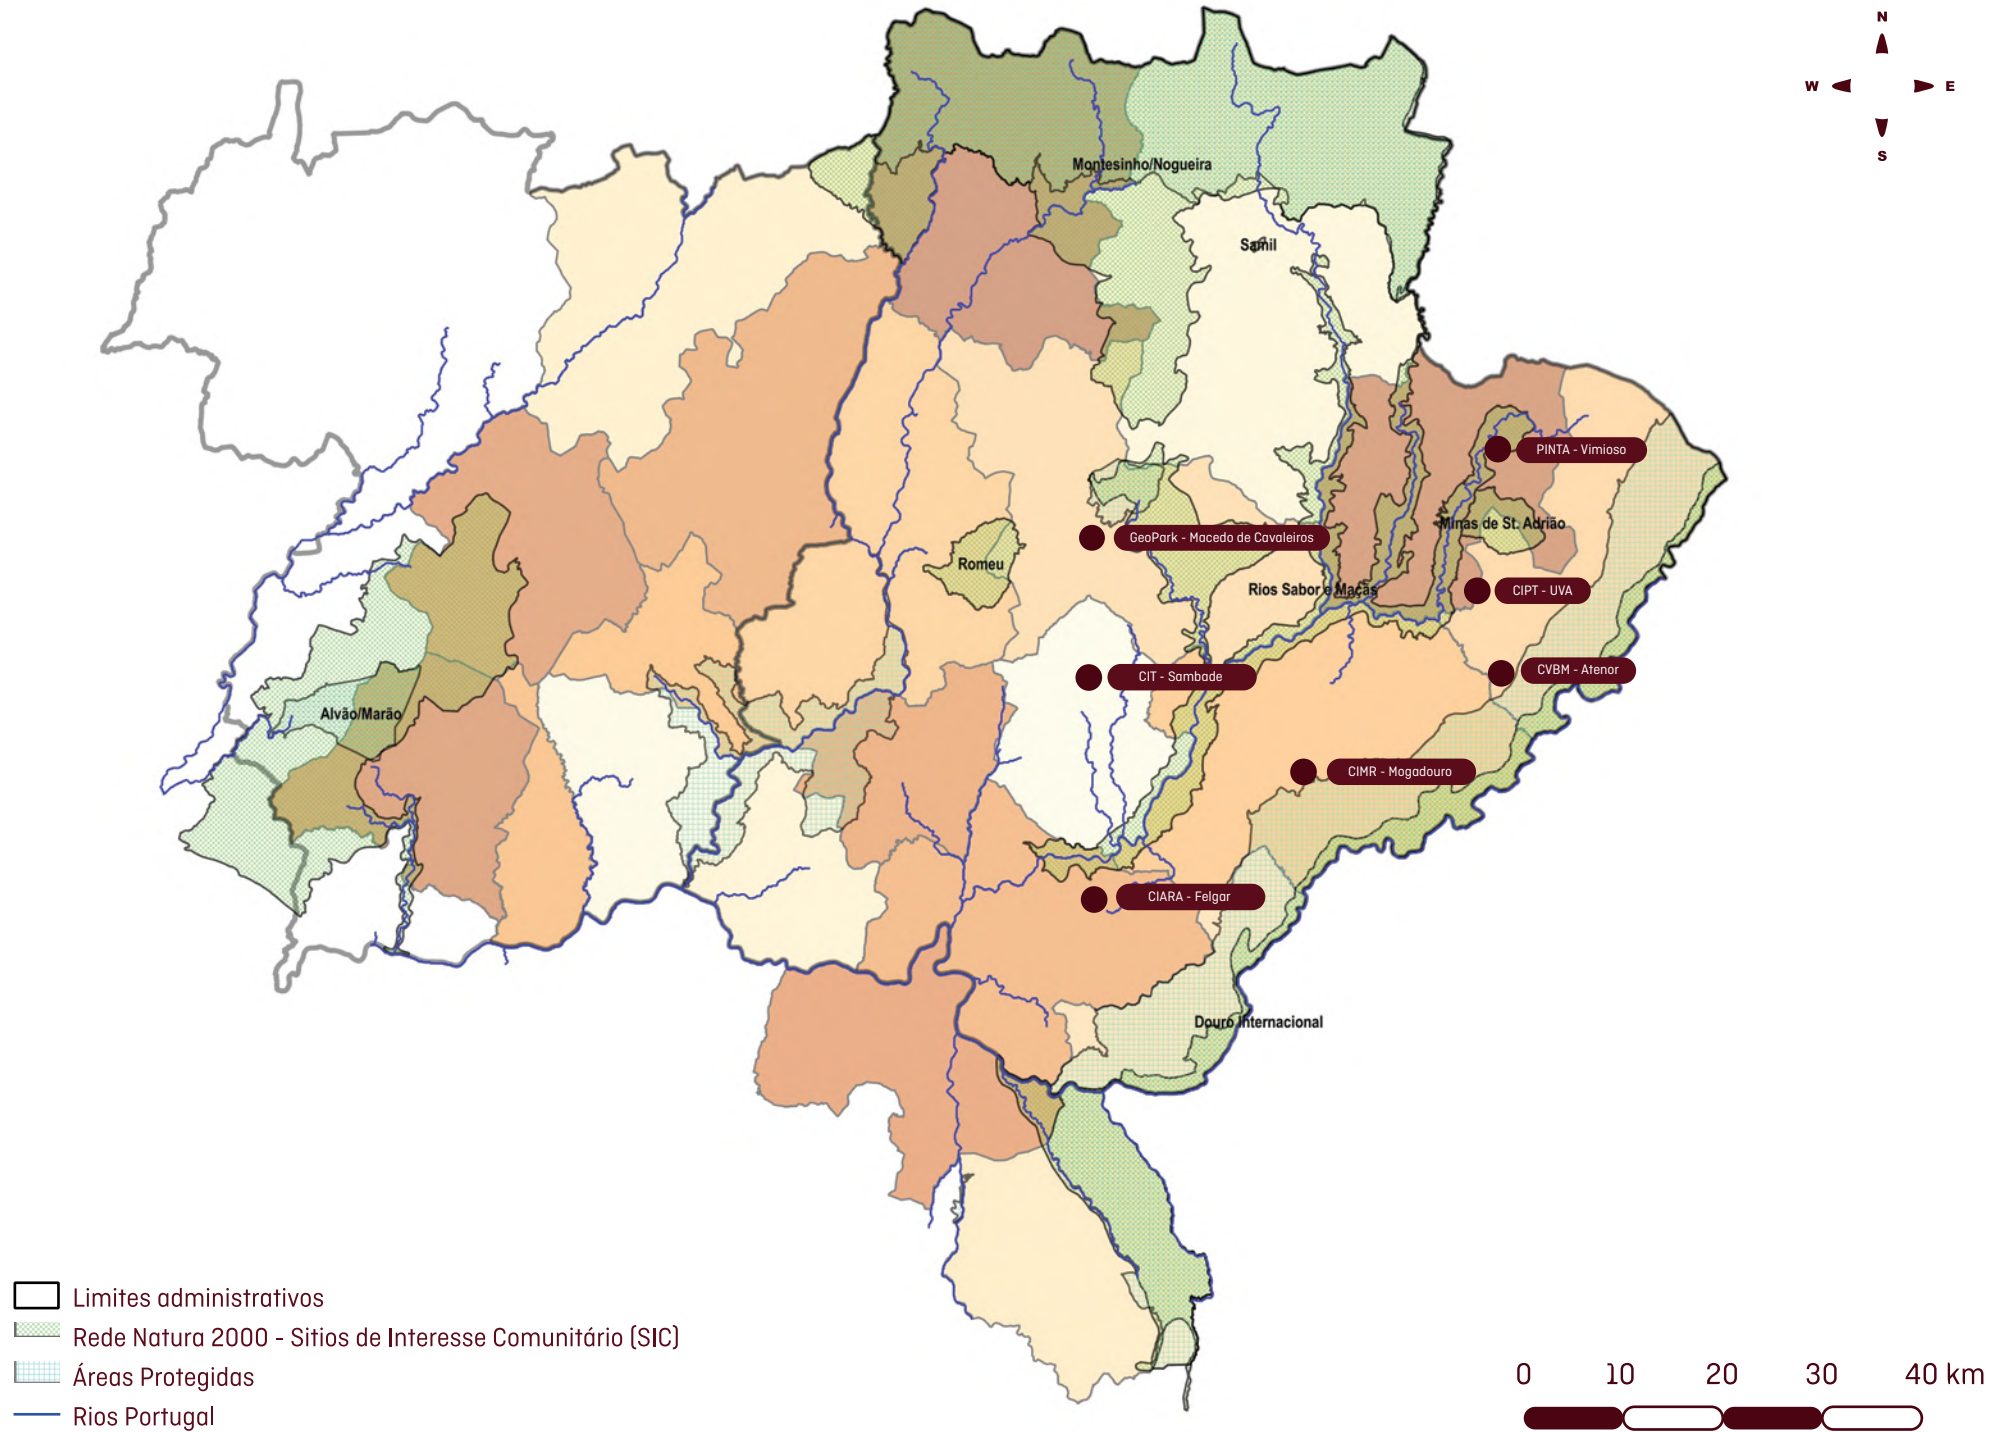 N
W E
S
Montesinho/Nogueira
Samil
PINTA - Vimioso
Minas de St. Adrião
GeoPark - Macedo de Cavaleiros
Romeu
Rios Sabor e Maçãs
CIPT - UVA
CIT - Sambade
CVBM - Atenor
Alvão/Marão
CIMR - Mogadouro
CIARA - Felgar
Douro Internacional
Limites administrativos
Rede Natura 2000 - Sitios de Interesse Comunitário (SIC)
Áreas Protegidas
Rios Portugal
0 10 20 30 40 km